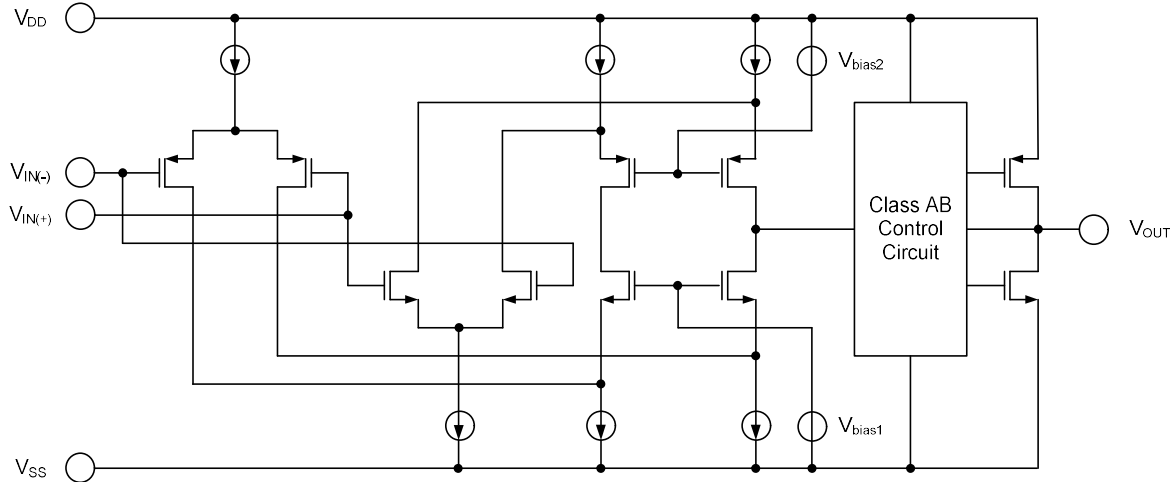 VDD
Vbias2
VIN(-)
VIN(+)
Class AB
Control
Circuit
VOUT
Vbias1
VSS